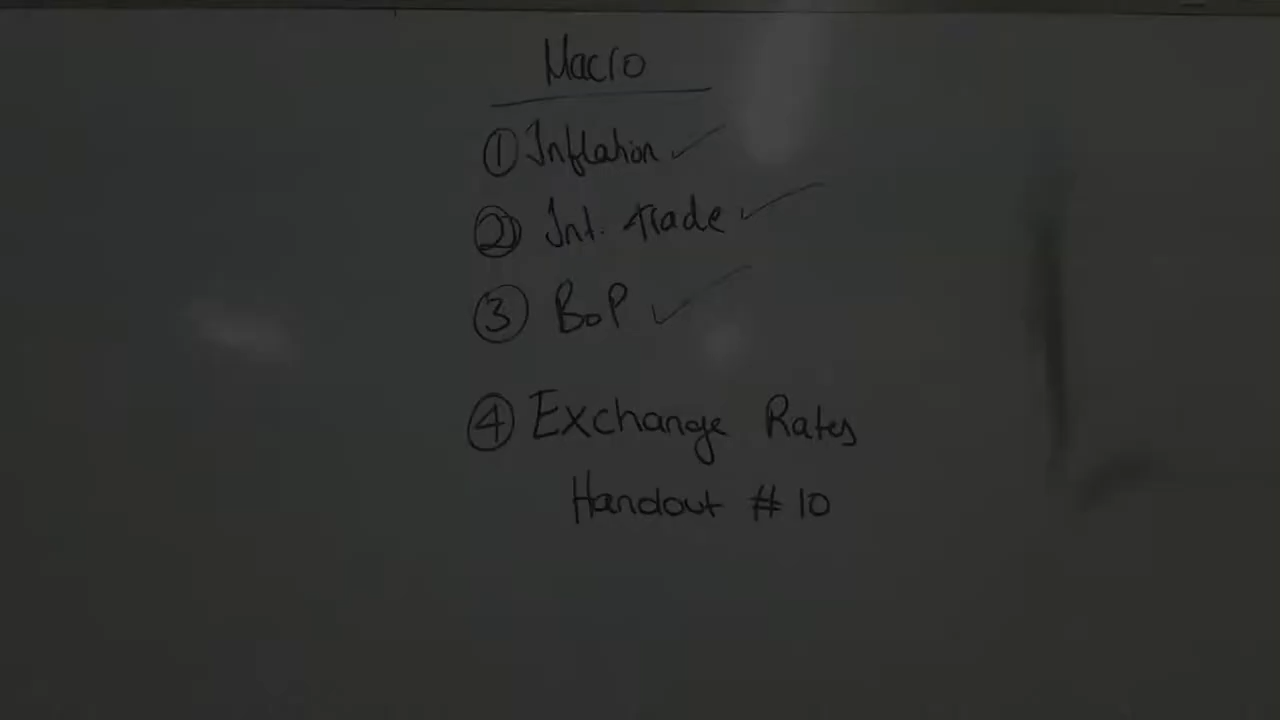 Macro
① Inflation ✓
② Int. Trade ✓
③ BoP ✓
④ Exchange Rates
Handout # 10